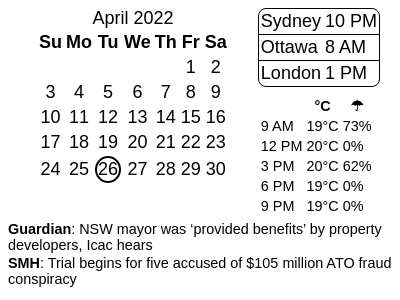 April 2022
Su Mo Tu We Th Fr Sa
1 2
3 4 5 6 7 8 9
10 11 12 13 14 15 16
17 18 19 20 21 22 23
24 25 26 27 28 29 30
Sydney 10 PM
Ottawa 8 AM
London 1 PM
°C ☂
9 AM 19°C 73%
12 PM 20°C 0%
3 PM 20°C 62%
6 PM 19°C 0%
9 PM 19°C 0%
Guardian: NSW mayor was ‘provided benefits’ by property
developers, Icac hears
SMH: Trial begins for five accused of $105 million ATO fraud
conspiracy